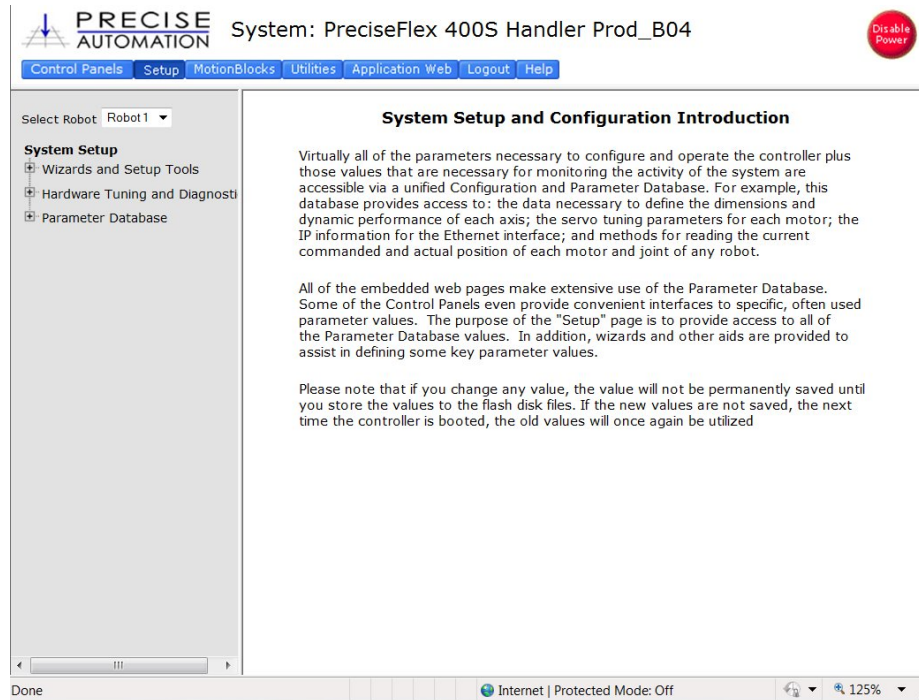 PRECISE
AUTOMATION
System: PreciseFlex 400S Handler Prod_B04
Disable
Power
Control Panels Setup MotionBlocks Utilities Application Web Logout Help
Select Robot Robot1
System Setup
Wizards and Setup Tools
Hardware Tuning and Diagnosti
Parameter Database
System Setup and Configuration Introduction
Virtually all of the parameters necessary to configure and operate the controller plus
those values that are necessary for monitoring the activity of the system are
accessible via a unified Configuration and Parameter Database. For example, this
database provides access to: the data necessary to define the dimensions and
dynamic performance of each axis; the servo tuning parameters for each motor; the
IP information for the Ethernet interface; and methods for reading the current
commanded and actual position of each motor and joint of any robot.
All of the embedded web pages make extensive use of the Parameter Database.
Some of the Control Panels even provide convenient interfaces to specific, often used
parameter values. The purpose of the "Setup" page is to provide access to all of
the Parameter Database values. In addition, wizards and other aids are provided to
assist in defining some key parameter values.
Please note that if you change any value, the value will not be permanently saved until
you store the values to the flash disk files. If the new values are not saved, the next
time the controller is booted, the old values will once again be utilized
Done
Internet | Protected Mode: Off
125%